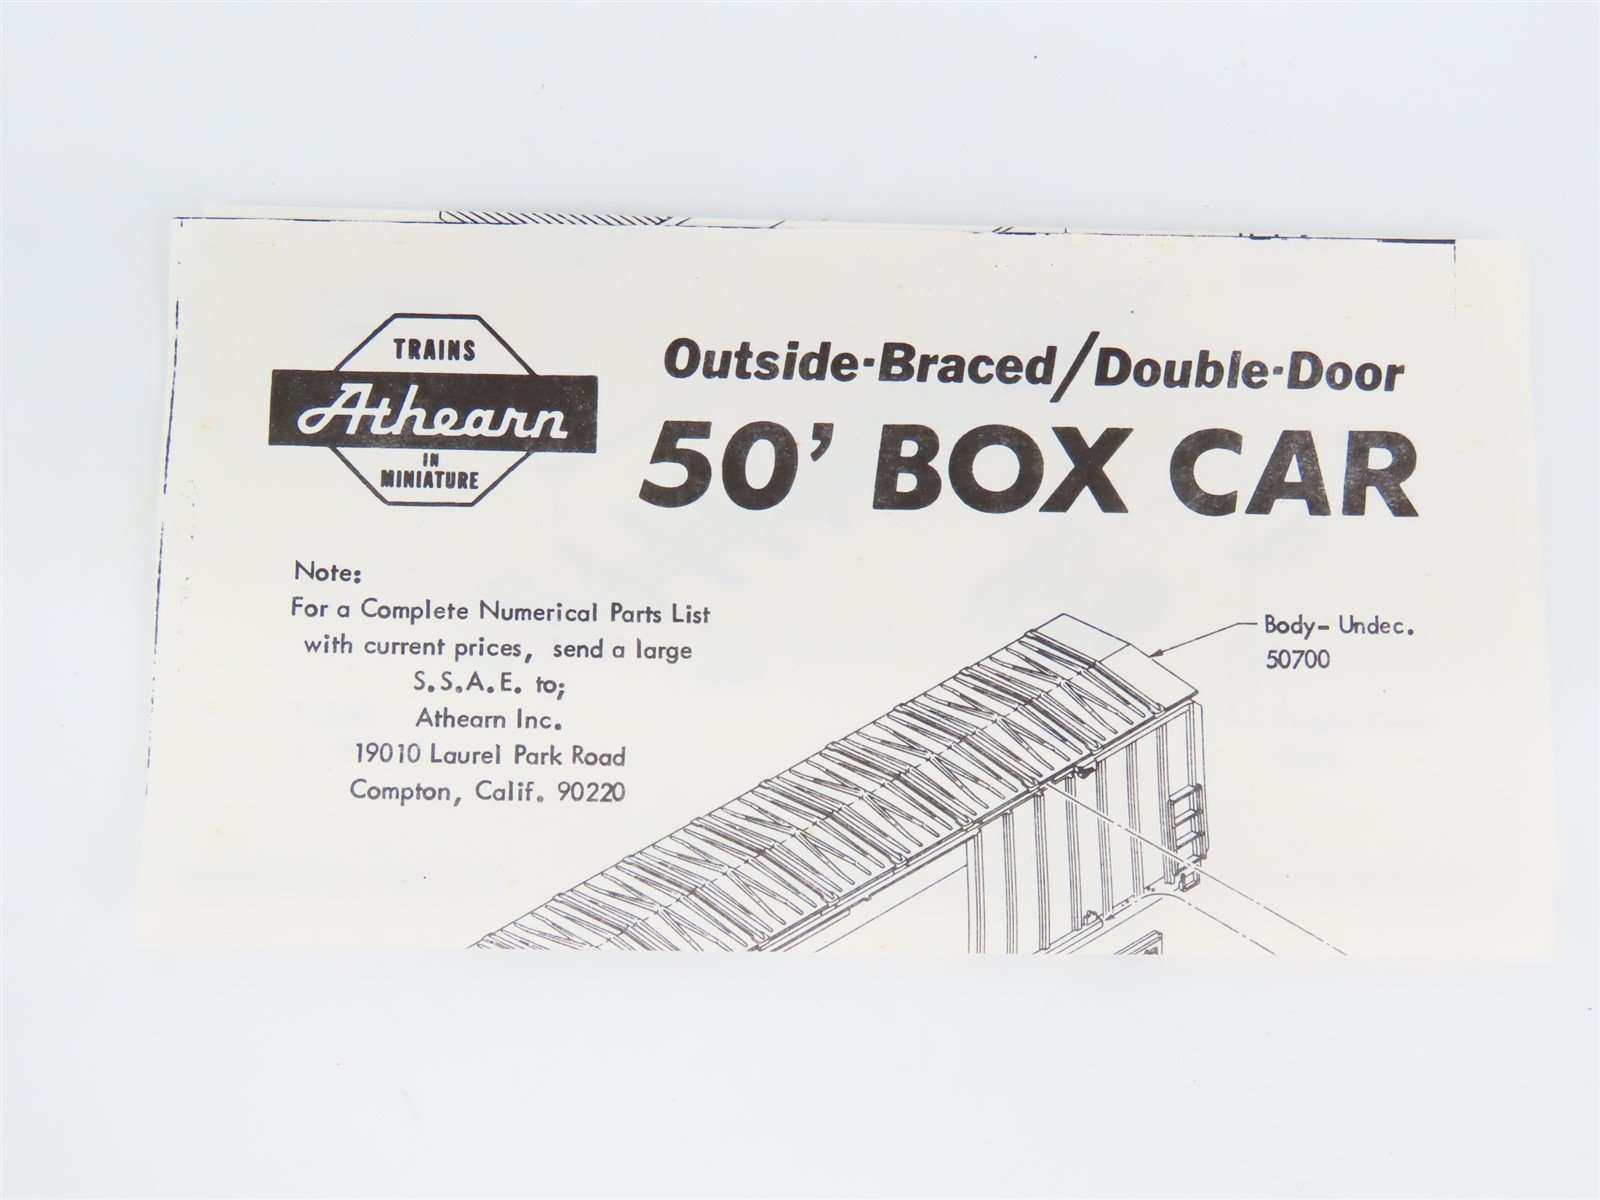 TRAINS
Athearn
IN
MINIATURE
Outside-Braced/Double-Door
50' BOX CAR
Note:
For a Complete Numerical Parts List
with current prices, send a large
S.S.A.E. to;
Athearn Inc.
19010 Laurel Park Road
Compton, Calif. 90220
Body- Undec.
50700